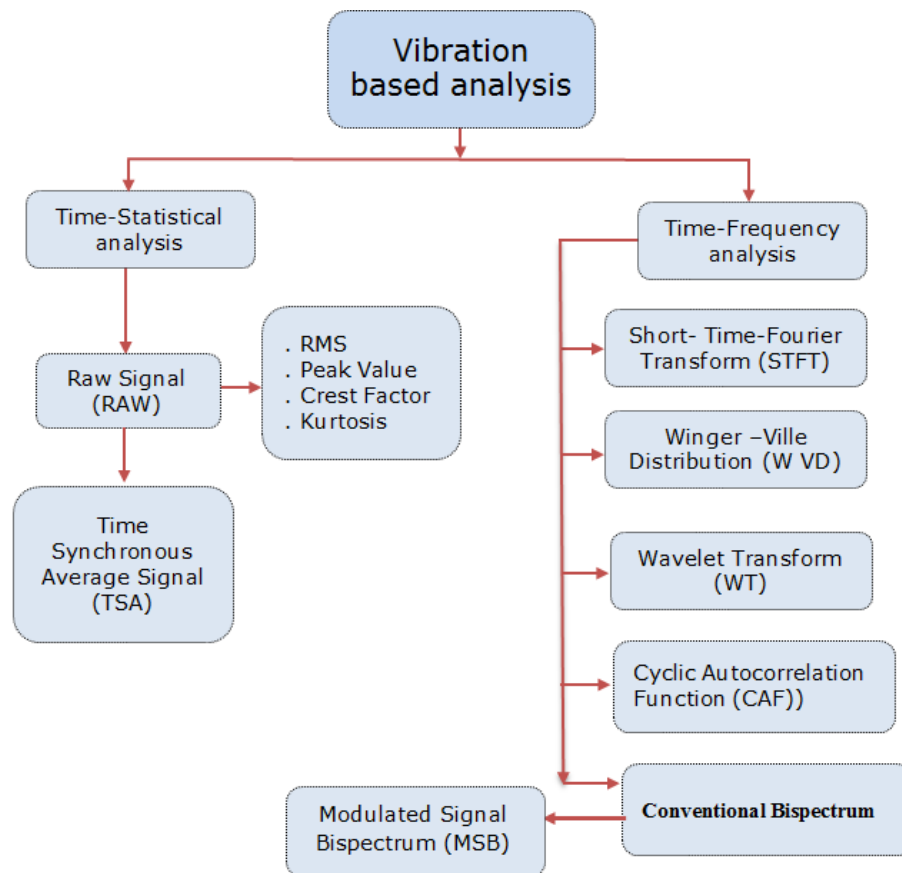 Vibration
based analysis
Time-Statistical
analysis
Time-Frequency
analysis
Raw Signal
(RAW)
. RMS
. Peak Value
. Crest Factor
. Kurtosis
Time
Synchronous
Average Signal
(TSA)
Short- Time-Fourier
Transform (STFT)
Winger –Ville
Distribution (W VD)
Wavelet Transform
(WT)
Cyclic Autocorrelation
Function (CAF))
Conventional Bispectrum
Modulated Signal
Bispectrum (MSB)